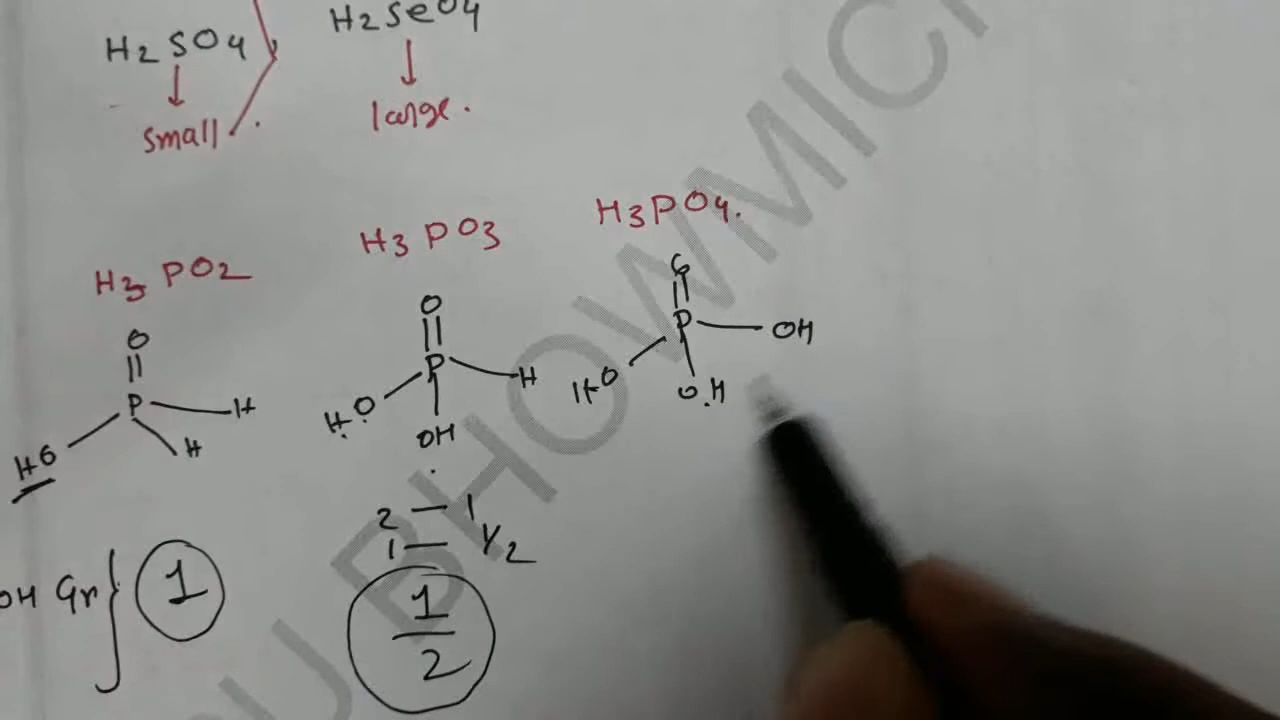 H2SO4
H2SeO4
small
large.
H3PO2
H3PO3
H3PO4.
O
P
HO
H
H
O
P
HO
OH
H
O
P
HO
OH
OH
2 — 1
1 — 1/2
OH Gr } 1
1/2
U BHOWMIC